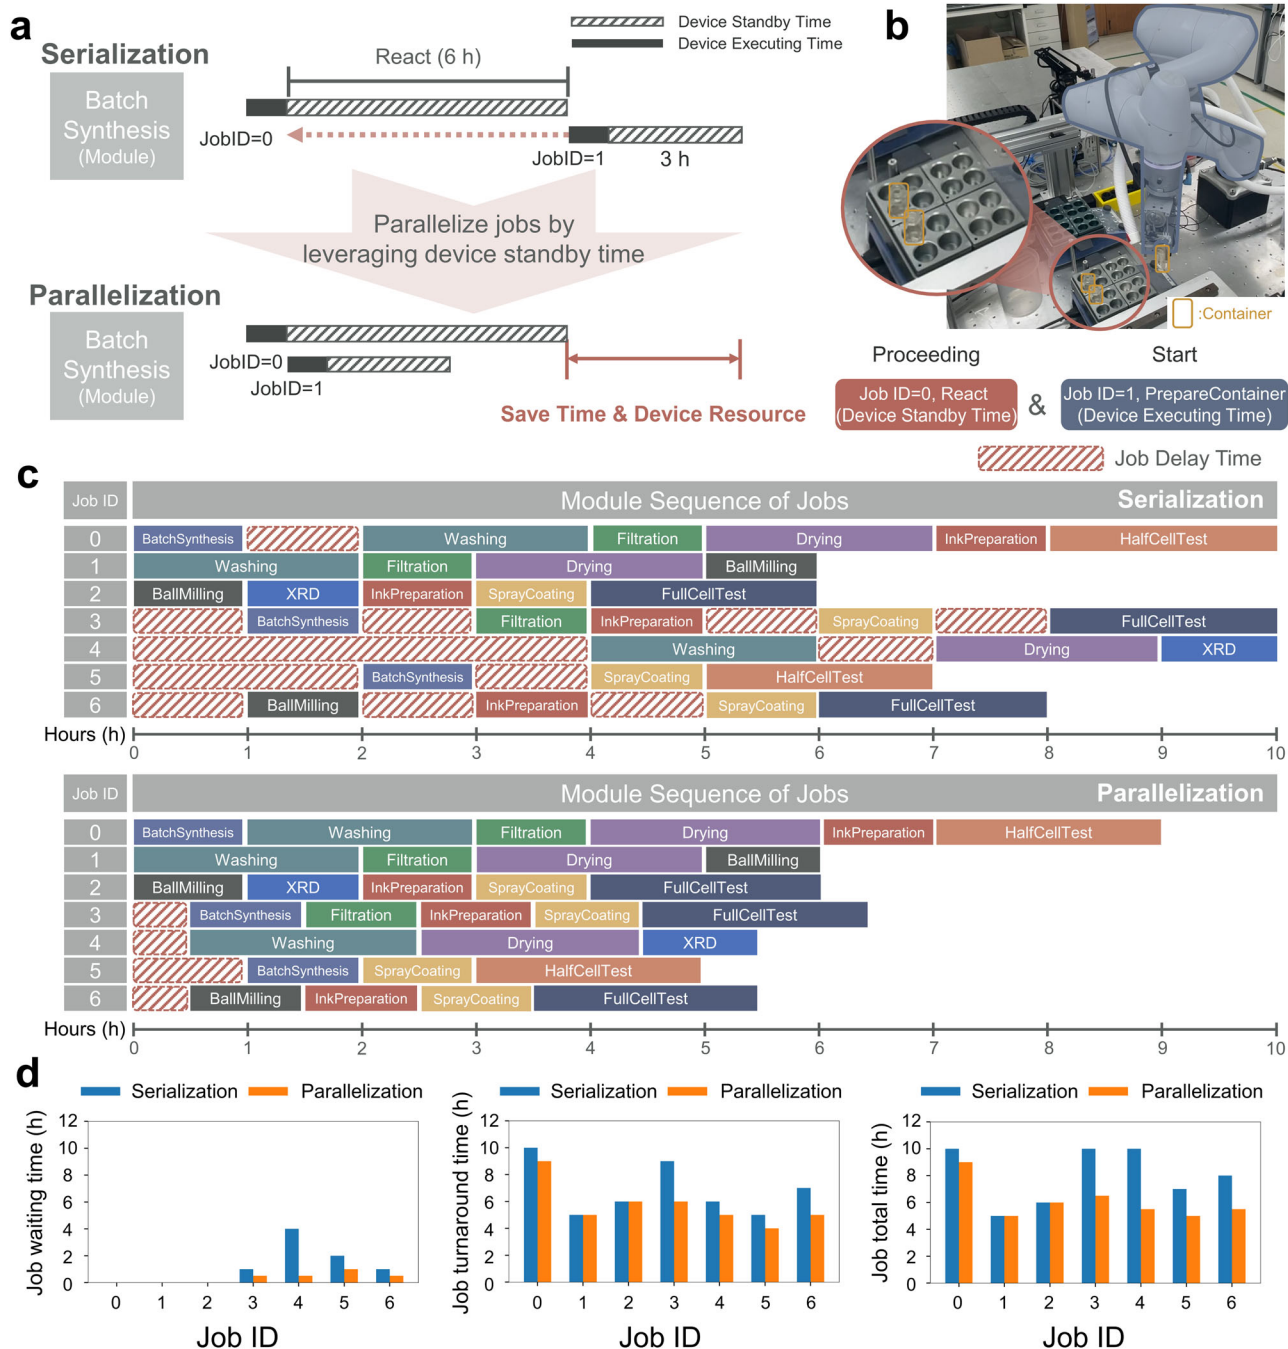 a
Device Standby Time
Device Executing Time
Serialization
React (6 h)
Batch
Synthesis
(Module)
JobID=0
JobID=1
3 h
Parallelize jobs by
leveraging device standby time
Parallelization
Batch
Synthesis
(Module)
JobID=0
JobID=1
Save Time & Device Resource
b
:Container
Proceeding
Start
Job ID=0, React
(Device Standby Time)
&
Job ID=1, PrepareContainer
(Device Executing Time)
Job Delay Time
c
Job ID Module Sequence of Jobs Serialization
0 BatchSynthesis Washing Filtration Drying InkPreparation HalfCellTest
1 Washing Filtration Drying BallMilling
2 BallMilling XRD InkPreparation SprayCoating FullCellTest
3 BatchSynthesis Filtration InkPreparation SprayCoating FullCellTest
4 Washing Drying XRD
5 BatchSynthesis SprayCoating HalfCellTest
6 BallMilling InkPreparation SprayCoating FullCellTest
Hours (h)
0 1 2 3 4 5 6 7 8 9 10
Job ID Module Sequence of Jobs Parallelization
0 BatchSynthesis Washing Filtration Drying InkPreparation HalfCellTest
1 Washing Filtration Drying BallMilling
2 BallMilling XRD InkPreparation SprayCoating FullCellTest
3 BatchSynthesis Filtration InkPreparation SprayCoating FullCellTest
4 Washing Drying XRD
5 BatchSynthesis SprayCoating HalfCellTest
6 BallMilling InkPreparation SprayCoating FullCellTest
Hours (h)
0 1 2 3 4 5 6 7 8 9 10
d
Serialization Parallelization
Job waiting time (h)
12
10
8
6
4
2
0
0 1 2 3 4 5 6
Job ID
Serialization Parallelization
Job turnaround time (h)
12
10
8
6
4
2
0
0 1 2 3 4 5 6
Job ID
Serialization Parallelization
Job total time (h)
12
10
8
6
4
2
0
0 1 2 3 4 5 6
Job ID